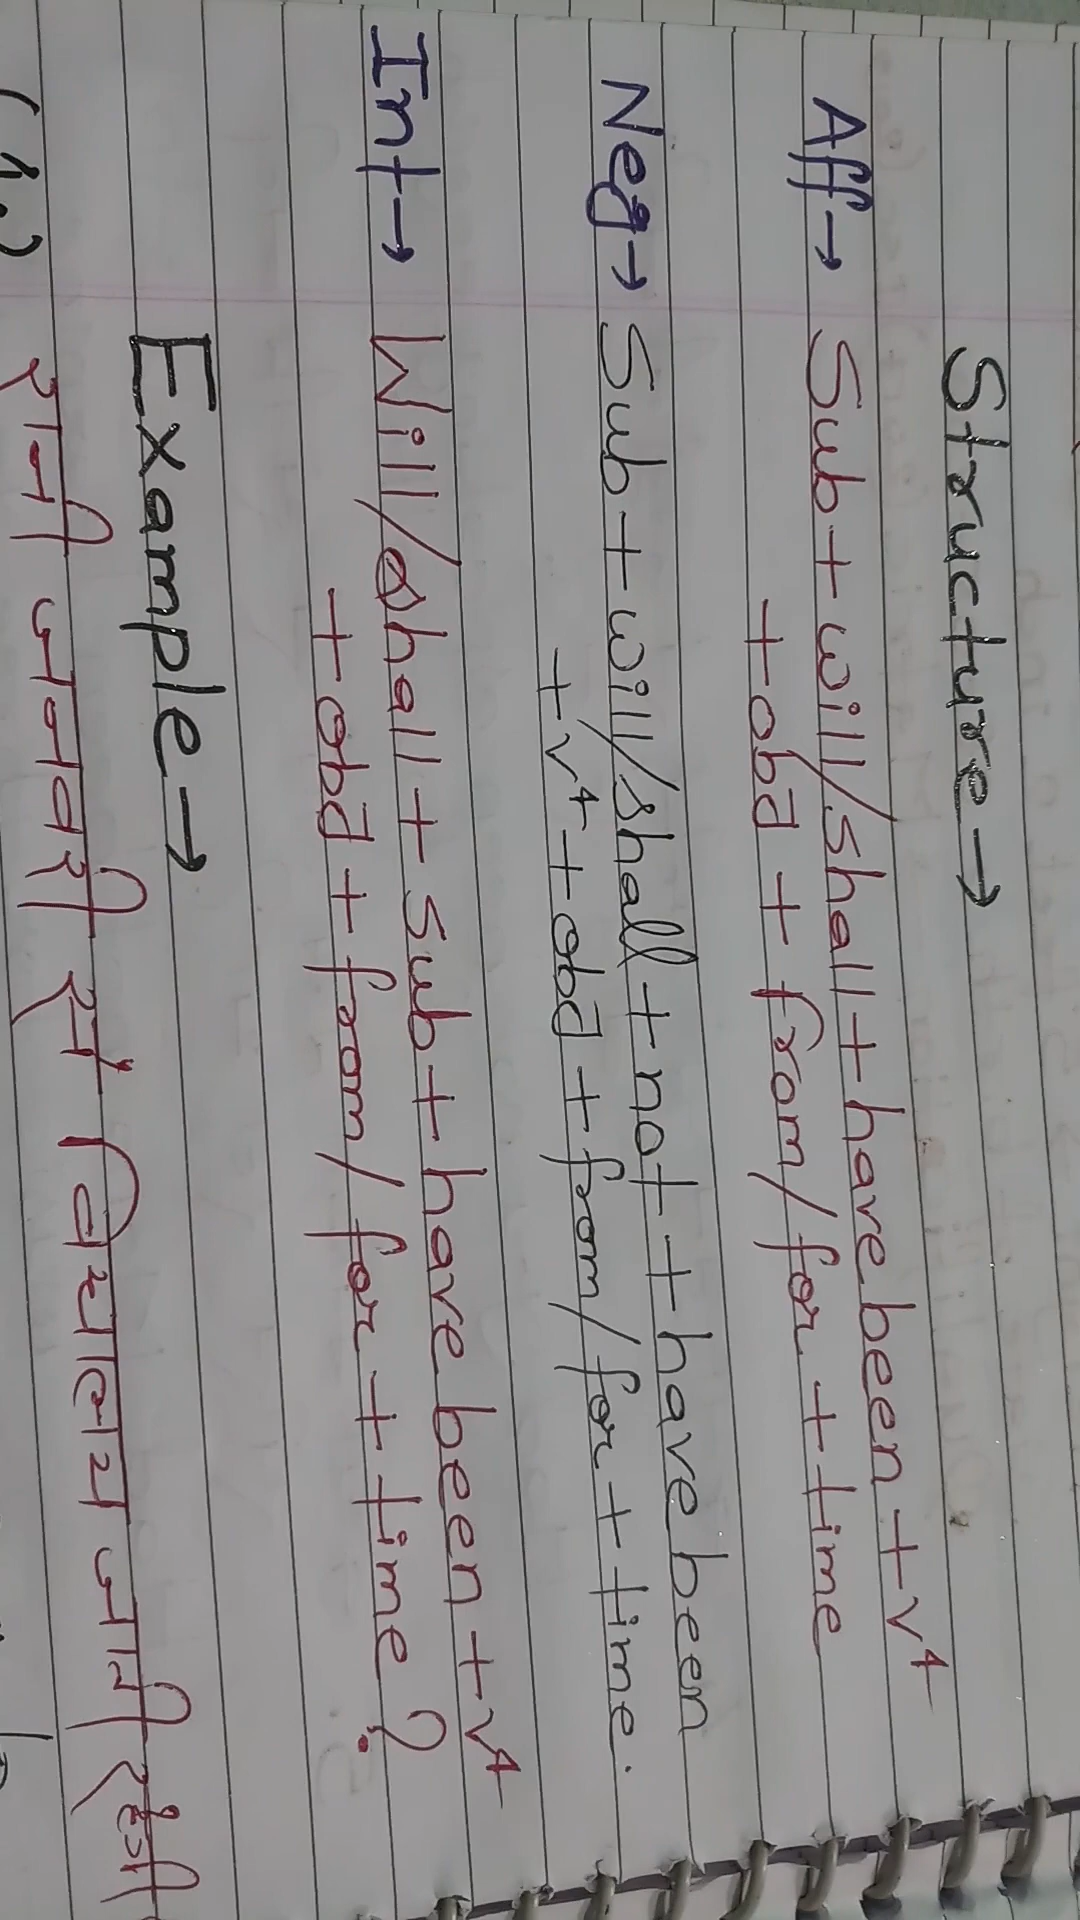 Structure →
Aff → Sub + will/shall + have been + v⁴
+ obj + from/for + time
Neg → Sub + will/shall + not + have been
+ v⁴ + obj + from/for + time.
Int → Will/shall + Sub + have been + v⁴
+ obj + from/for + time?
Example →
(1.) रानी जनवरी से विद्यालय जाती रहेगी